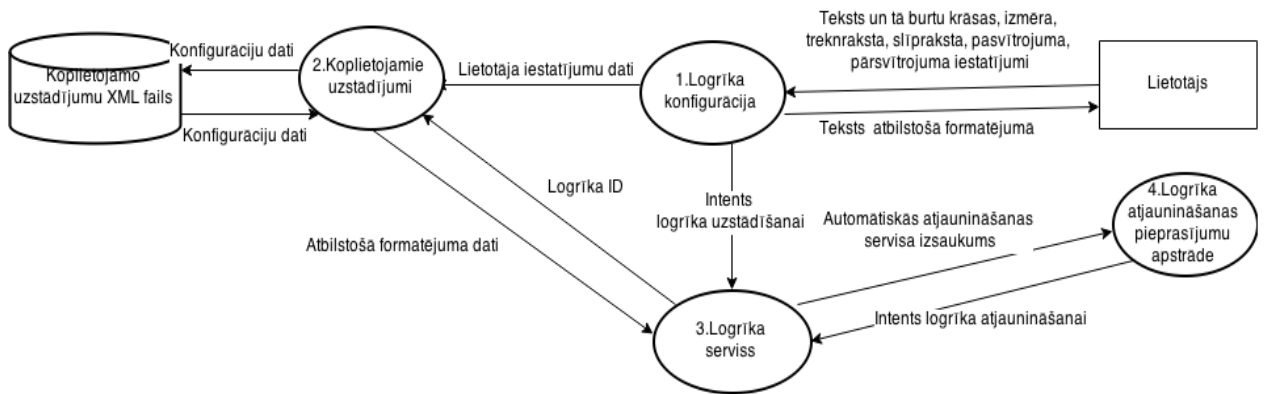 Teksts un tā burtu krāsas, izmēra,
treknraksta, slīpraksta, pasvītrojuma,
pārsvītrojuma iestatījumi
Konfigurāciju dati
2.Koplietojamie
uzstādījumi
Lietotāja iestatījumu dati
1.Logrīka
konfigurācija
Lietotājs
Koplietojamo
uzstādījumu XML fails
Konfigurāciju dati
Teksts atbilstošā formatējumā
Logrīka ID
Intents
logrīka uzstādīšanai
4.Logrīka
atjaunināšanas
pieprasījumu
apstrāde
Automātiskās atjaunināšanas
servisa izsaukums
Atbilstošā formatējuma dati
3.Logrīka
serviss
Intents logrīka atjaunināšanai